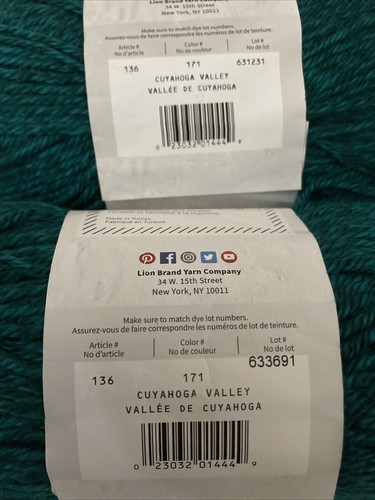 Lion Brand Yarn Company
34 W. 15th Street
New York, NY 10011
Make sure to match dye lot numbers.
Assurez-vous de faire correspondre les numéros de lot de teinture.
Article # Color # Lot #
No d'article No de couleur No de lot
136 171 631231
CUYAHOGA VALLEY
VALLÉE DE CUYAHOGA
0 23032 01444 9
Made in Turkey
Fabriqué en Turquie
Lion Brand Yarn Company
34 W. 15th Street
New York, NY 10011
Make sure to match dye lot numbers.
Assurez-vous de faire correspondre les numéros de lot de teinture.
Article # Color # Lot #
No d'article No de couleur No de lot
136 171 633691
CUYAHOGA VALLEY
VALLÉE DE CUYAHOGA
0 23032 01444 9